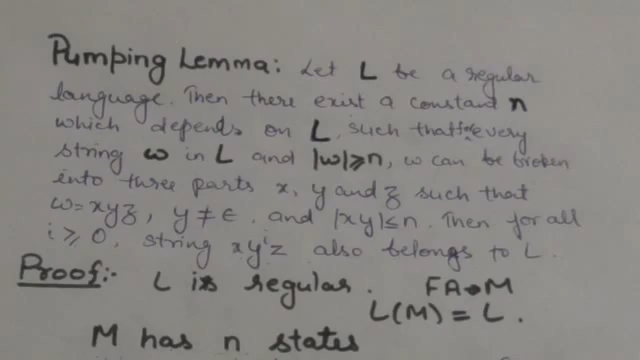 Pumping Lemma: Let L be a regular
language. Then there exist a constant n
which depends on L, such that for every
string w in L and |w|≥n, w can be broken
into three parts x, y and z such that
w=xyz, y≠ϵ, and |xy|≤n. Then for all
i≥0, string xyⁱz also belongs to L.
Proof:- L is regular. FA→M
L(M) = L.
M has n states